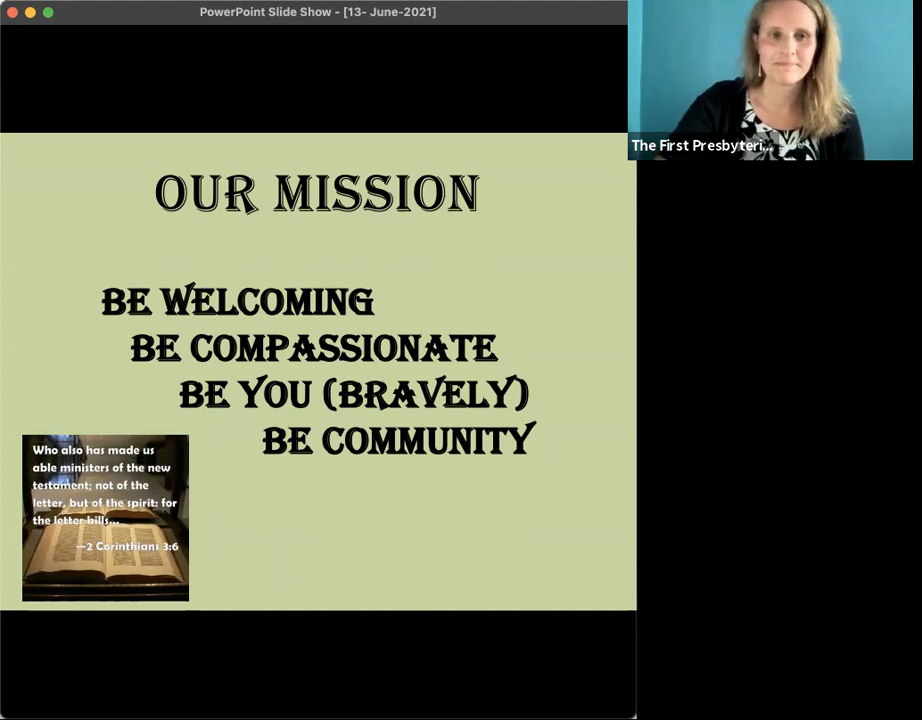 PowerPoint Slide Show - [13- June-2021]
The First Presbyteri...
OUR MISSION
BE WELCOMING
BE COMPASSIONATE
BE YOU (BRAVELY)
BE COMMUNITY
Who also has made us
able ministers of the new
testament; not of the
letter, but of the spirit: for
the letter kills...
—2 Corinthians 3:6